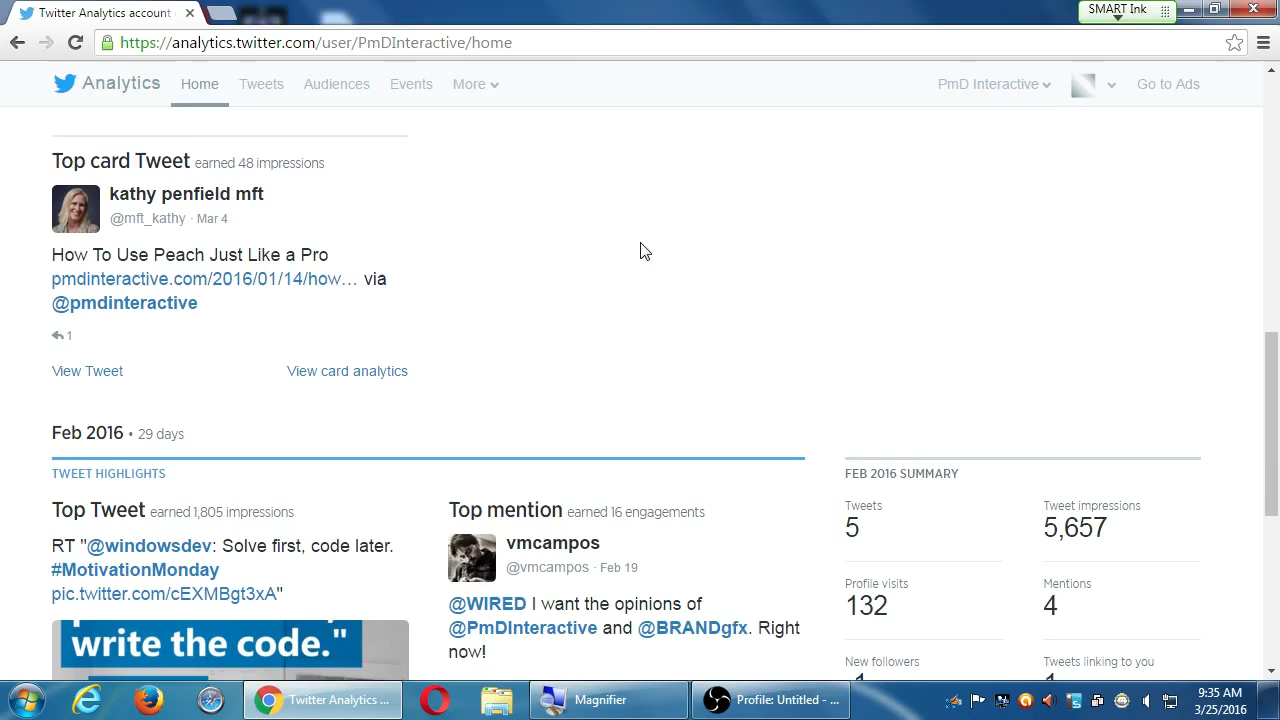 Twitter Analytics account
SMART Ink
https://analytics.twitter.com/user/PmDInteractive/home
Analytics Home Tweets Audiences Events More PmD Interactive Go to Ads
Top card Tweet earned 48 impressions
kathy penfield mft
@mft_kathy · Mar 4
How To Use Peach Just Like a Pro
pmdinteractive.com/2016/01/14/how… via
@pmdinteractive
1
View Tweet View card analytics
Feb 2016 • 29 days
TWEET HIGHLIGHTS
Top Tweet earned 1,805 impressions
RT "@windowsdev: Solve first, code later.
#MotivationMonday
pic.twitter.com/cEXMBgt3xA"
write the code."
Top mention earned 16 engagements
vmcampos
@vmcampos · Feb 19
@WIRED I want the opinions of
@PmDInteractive and @BRANDgfx. Right
now!
FEB 2016 SUMMARY
Tweets Tweet impressions
5 5,657
Profile visits Mentions
132 4
New followers Tweets linking to you
Twitter Analytics ... Magnifier Profile: Untitled - ...
9:35 AM
3/25/2016